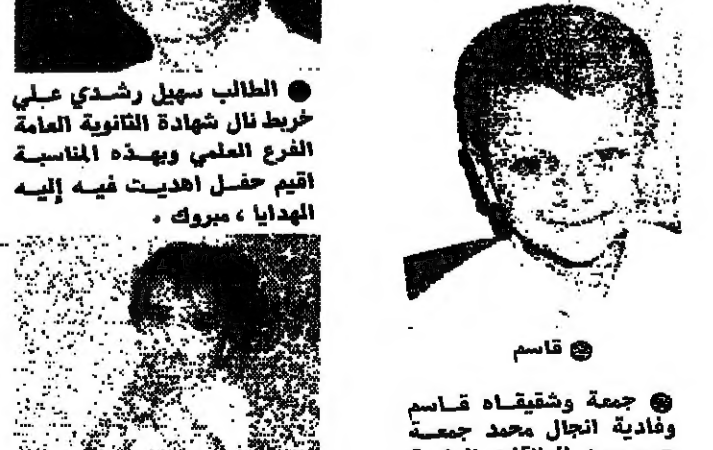 ● الطالب سهيل رشدي علي
خريط نال شهادة الثانوية العامة
الفرع العلمي وبهذه المناسبة
اقيم حفل اهديت فيه إليه
الهدايا ، مبروك .
● قاسم
● جمعة وشقيقاه قاسم
وفادية انجال محمد جمعة